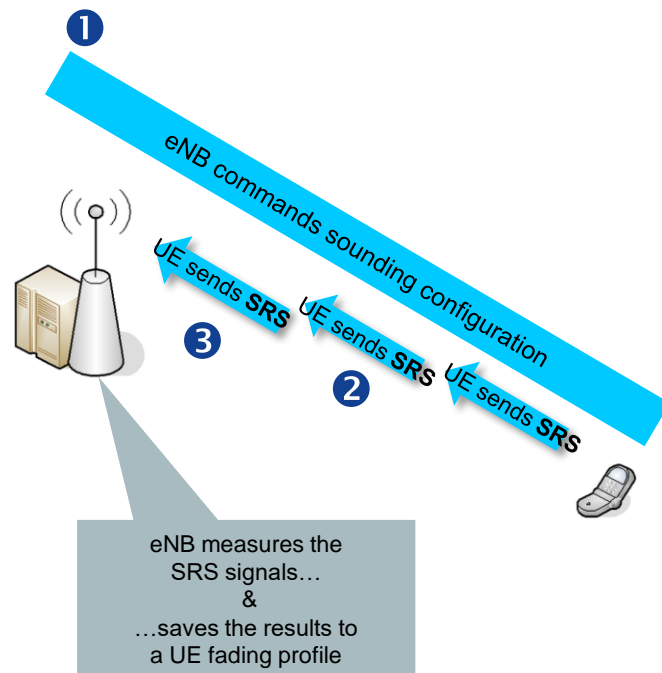 1
eNB commands sounding configuration
UE sends SRS
3
UE sends SRS
2
UE sends SRS
eNB measures the
SRS signals…
&
…saves the results to
a UE fading profile